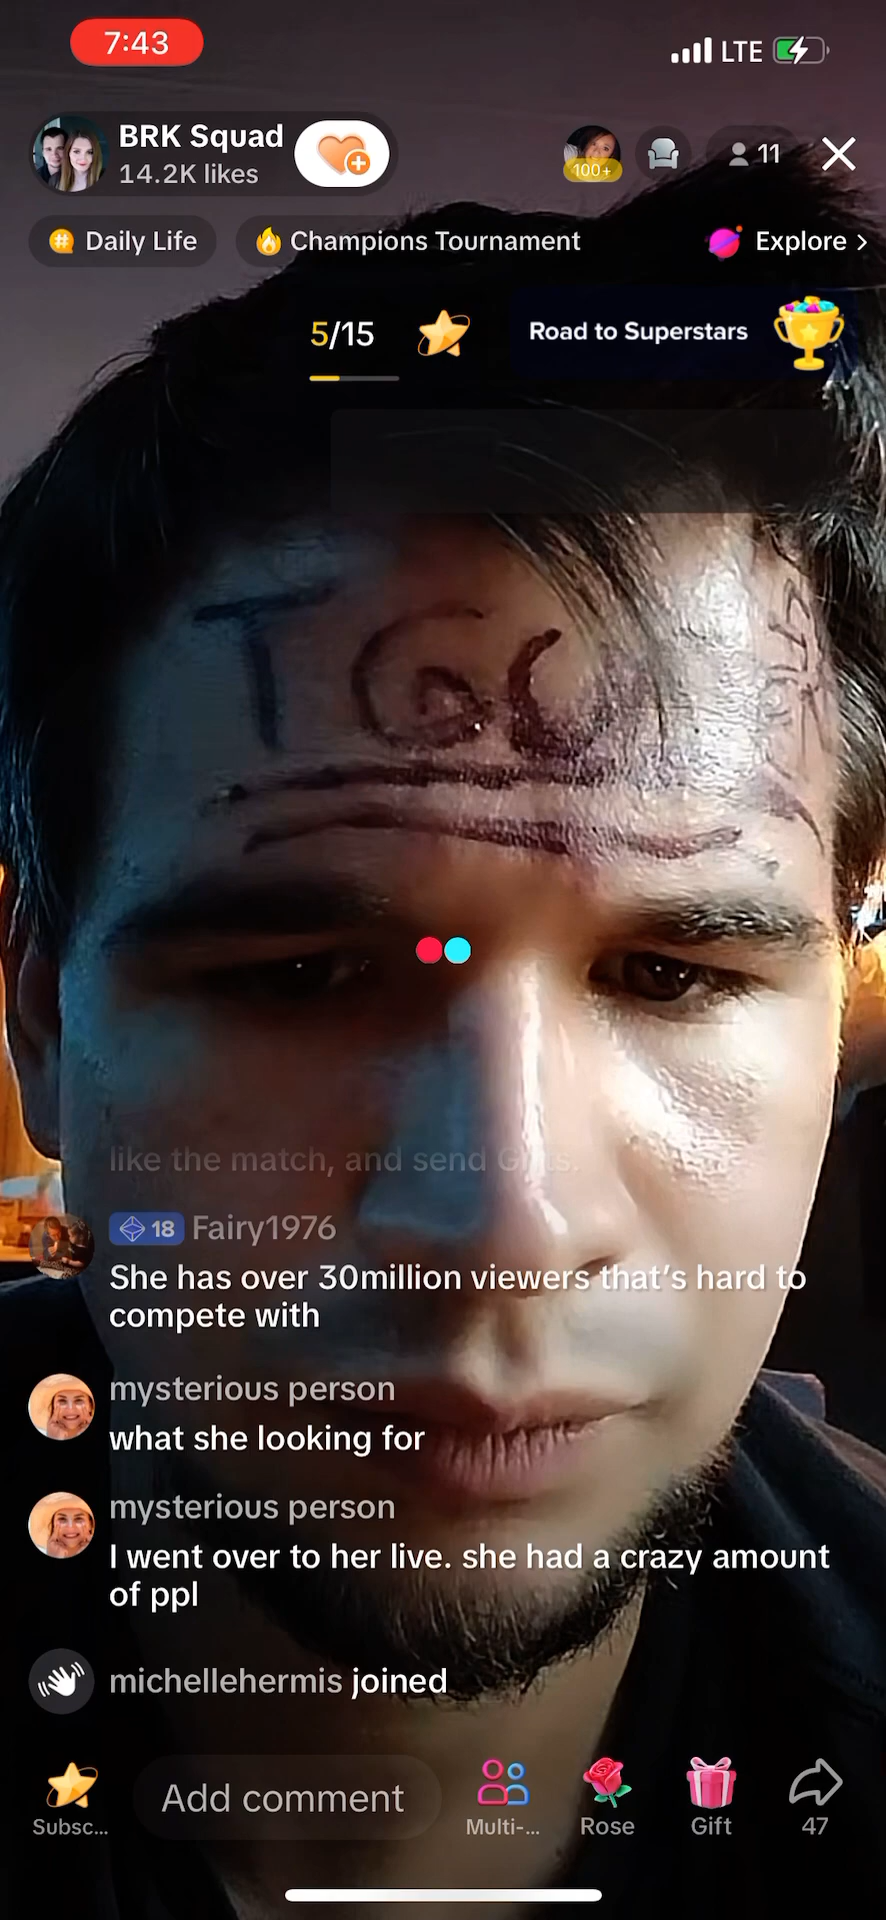 7:43
LTE
BRK Squad
14.2K likes
100+
11
Daily Life
Champions Tournament
Explore >
5/15
Road to Superstars
TGC
like the match, and send Gifts.
18 Fairy1976
She has over 30million viewers that's hard to
compete with
mysterious person
what she looking for
mysterious person
I went over to her live. she had a crazy amount
of ppl
michellehermis joined
Subsc...
Add comment
Multi-...
Rose
Gift
47